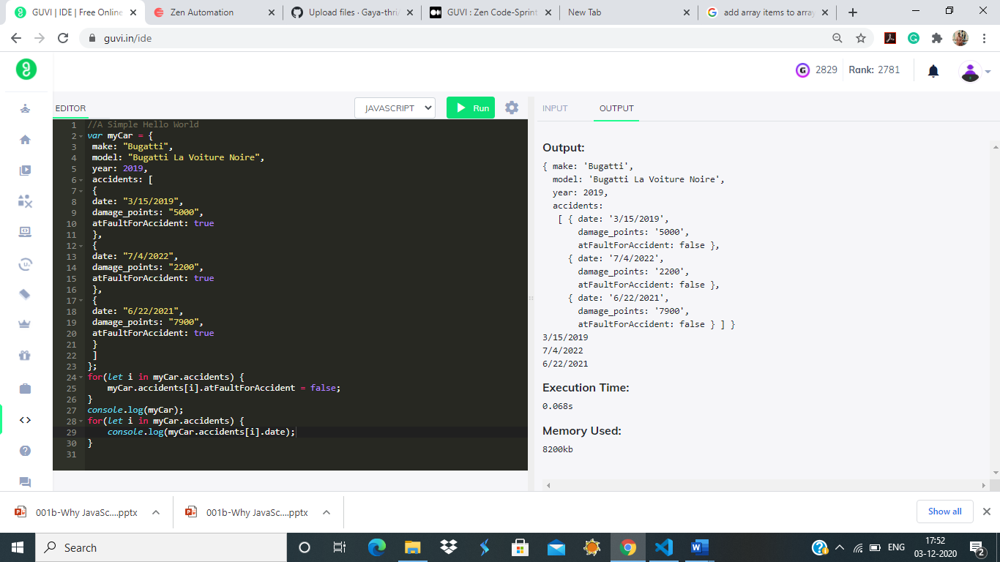 GUVI | IDE | Free Online
Zen Automation
Upload files · Gaya-thri/
GUVI : Zen Code-Sprint
New Tab
add array items to array
guvi.in/ide
2829
Rank: 2781
EDITOR
JAVASCRIPT
Run
INPUT
OUTPUT
1 //A Simple Hello World
2 var myCar = {
3 make: "Bugatti",
4 model: "Bugatti La Voiture Noire",
5 year: 2019,
6 accidents: [
7 {
8 date: "3/15/2019",
9 damage_points: "5000",
10 atFaultForAccident: true
11 },
12 {
13 date: "7/4/2022",
14 damage_points: "2200",
15 atFaultForAccident: true
16 },
17 {
18 date: "6/22/2021",
19 damage_points: "7900",
20 atFaultForAccident: true
21 }
22 ]
23 };
24 for(let i in myCar.accidents) {
25 myCar.accidents[i].atFaultForAccident = false;
26 }
27 console.log(myCar);
28 for(let i in myCar.accidents) {
29 console.log(myCar.accidents[i].date);
30 }
31
Output:
{ make: 'Bugatti',
model: 'Bugatti La Voiture Noire',
year: 2019,
accidents:
[ { date: '3/15/2019',
damage_points: '5000',
atFaultForAccident: false },
{ date: '7/4/2022',
damage_points: '2200',
atFaultForAccident: false },
{ date: '6/22/2021',
damage_points: '7900',
atFaultForAccident: false } ] }
3/15/2019
7/4/2022
6/22/2021
Execution Time:
0.068s
Memory Used:
8200kb
001b-Why JavaSc....pptx
001b-Why JavaSc....pptx
Show all
Search
ENG
17:52
03-12-2020
2